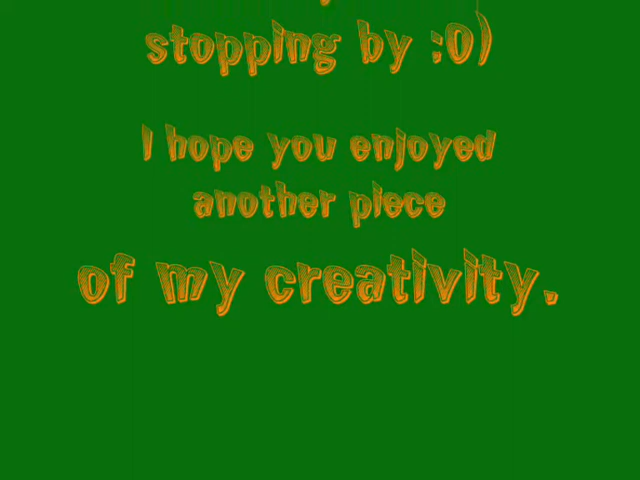 stopping by :0)
I hope you enjoyed
another piece
of my creativity.